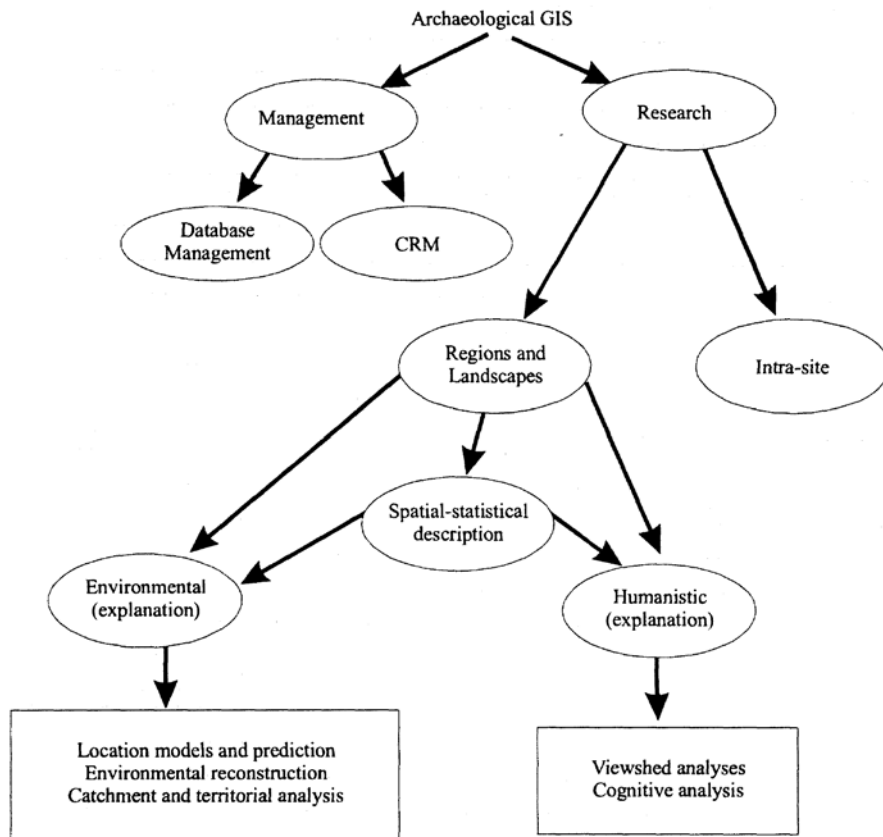 Archaeological GIS
Management
Research
Database
Management
CRM
Regions and
Landscapes
Intra-site
Spatial-statistical
description
Environmental
(explanation)
Humanistic
(explanation)
Location models and prediction
Environmental reconstruction
Catchment and territorial analysis
Viewshed analyses
Cognitive analysis